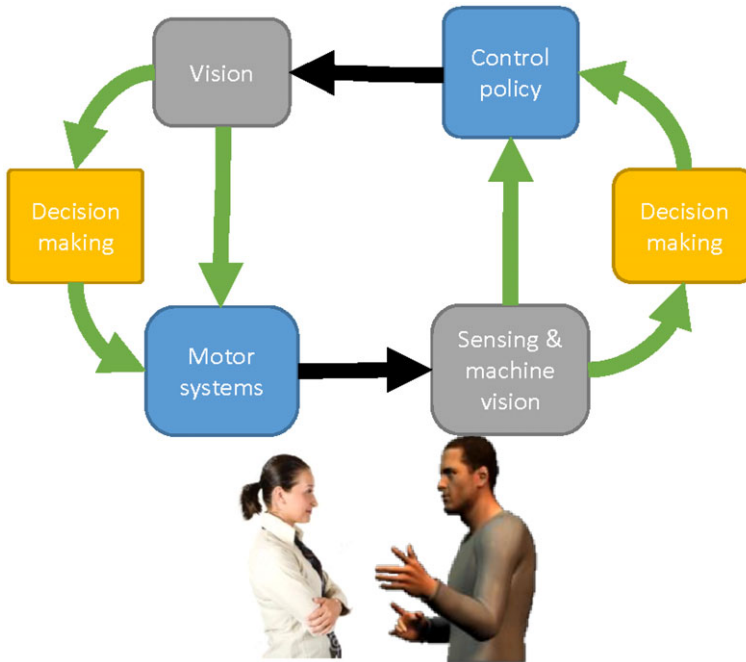 Vision
Control
policy
Decision
making
Decision
making
Motor
systems
Sensing &
machine
vision